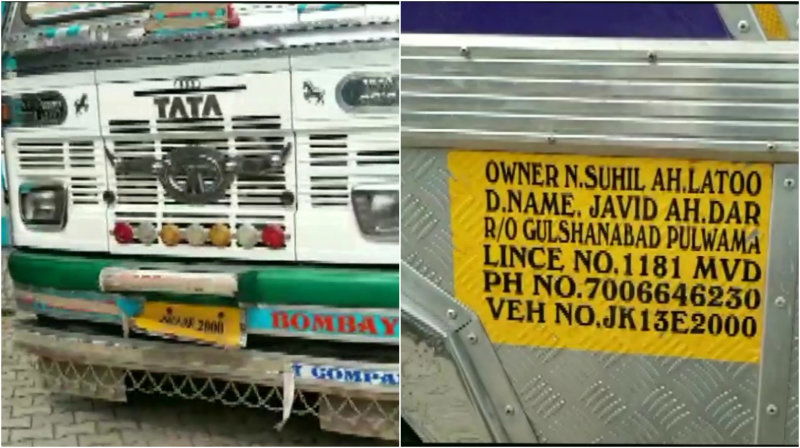 TATA
2000
BOMBAY
OWNER N.SUHIL AH.LATOO
D.NAME. JAVID AH.DAR
R/O GULSHANABAD PULWAMA
LINCE NO.1181 MVD
PH NO.7006646230
VEH NO.JK13E2000